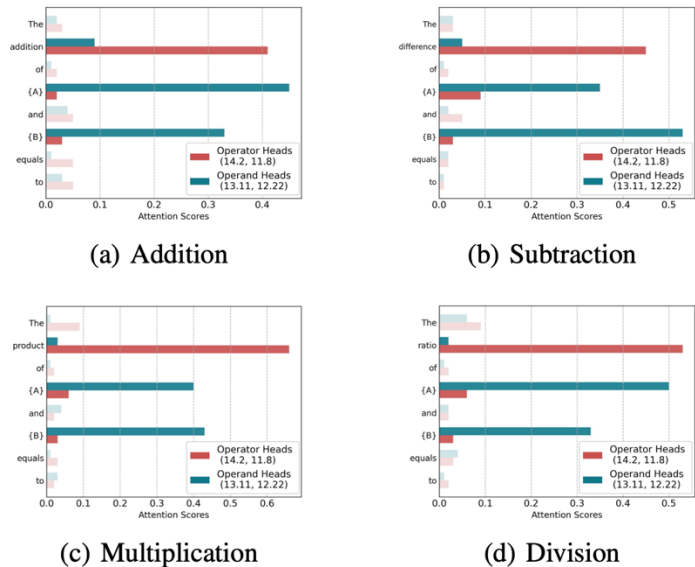 The
addition
of
{A}
and
{B}
equals
to
Operator Heads
(14.2, 11.8)
Operand Heads
(13.11, 12.22)
0.0 0.1 0.2 0.3 0.4
Attention Scores
(a) Addition
The
difference
of
{A}
and
{B}
equals
to
Operator Heads
(14.2, 11.8)
Operand Heads
(13.11, 12.22)
0.0 0.1 0.2 0.3 0.4 0.5
Attention Scores
(b) Subtraction
The
product
of
{A}
and
{B}
equals
to
Operator Heads
(14.2, 11.8)
Operand Heads
(13.11, 12.22)
0.0 0.1 0.2 0.3 0.4 0.5 0.6
Attention Scores
(c) Multiplication
The
ratio
of
{A}
and
{B}
equals
to
Operator Heads
(14.2, 11.8)
Operand Heads
(13.11, 12.22)
0.0 0.1 0.2 0.3 0.4 0.5
Attention Scores
(d) Division